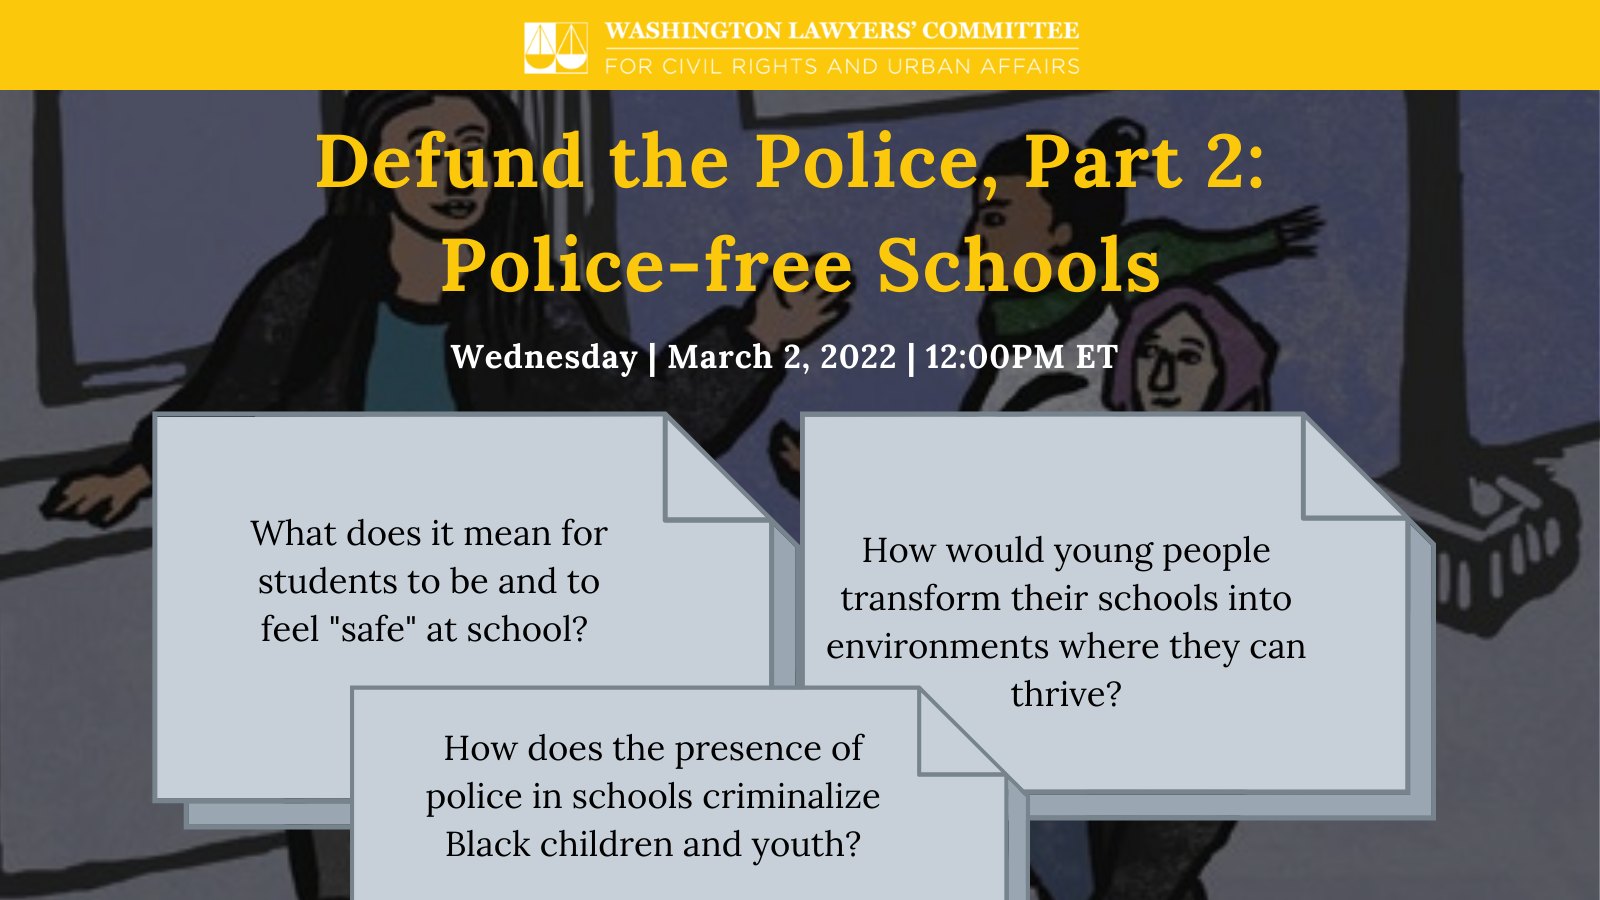 WASHINGTON LAWYERS' COMMITTEE
FOR CIVIL RIGHTS AND URBAN AFFAIRS
Defund the Police, Part 2:
Police-free Schools
Wednesday | March 2, 2022 | 12:00PM ET
What does it mean for
students to be and to
feel "safe" at school?
How would young people
transform their schools into
environments where they can
thrive?
How does the presence of
police in schools criminalize
Black children and youth?